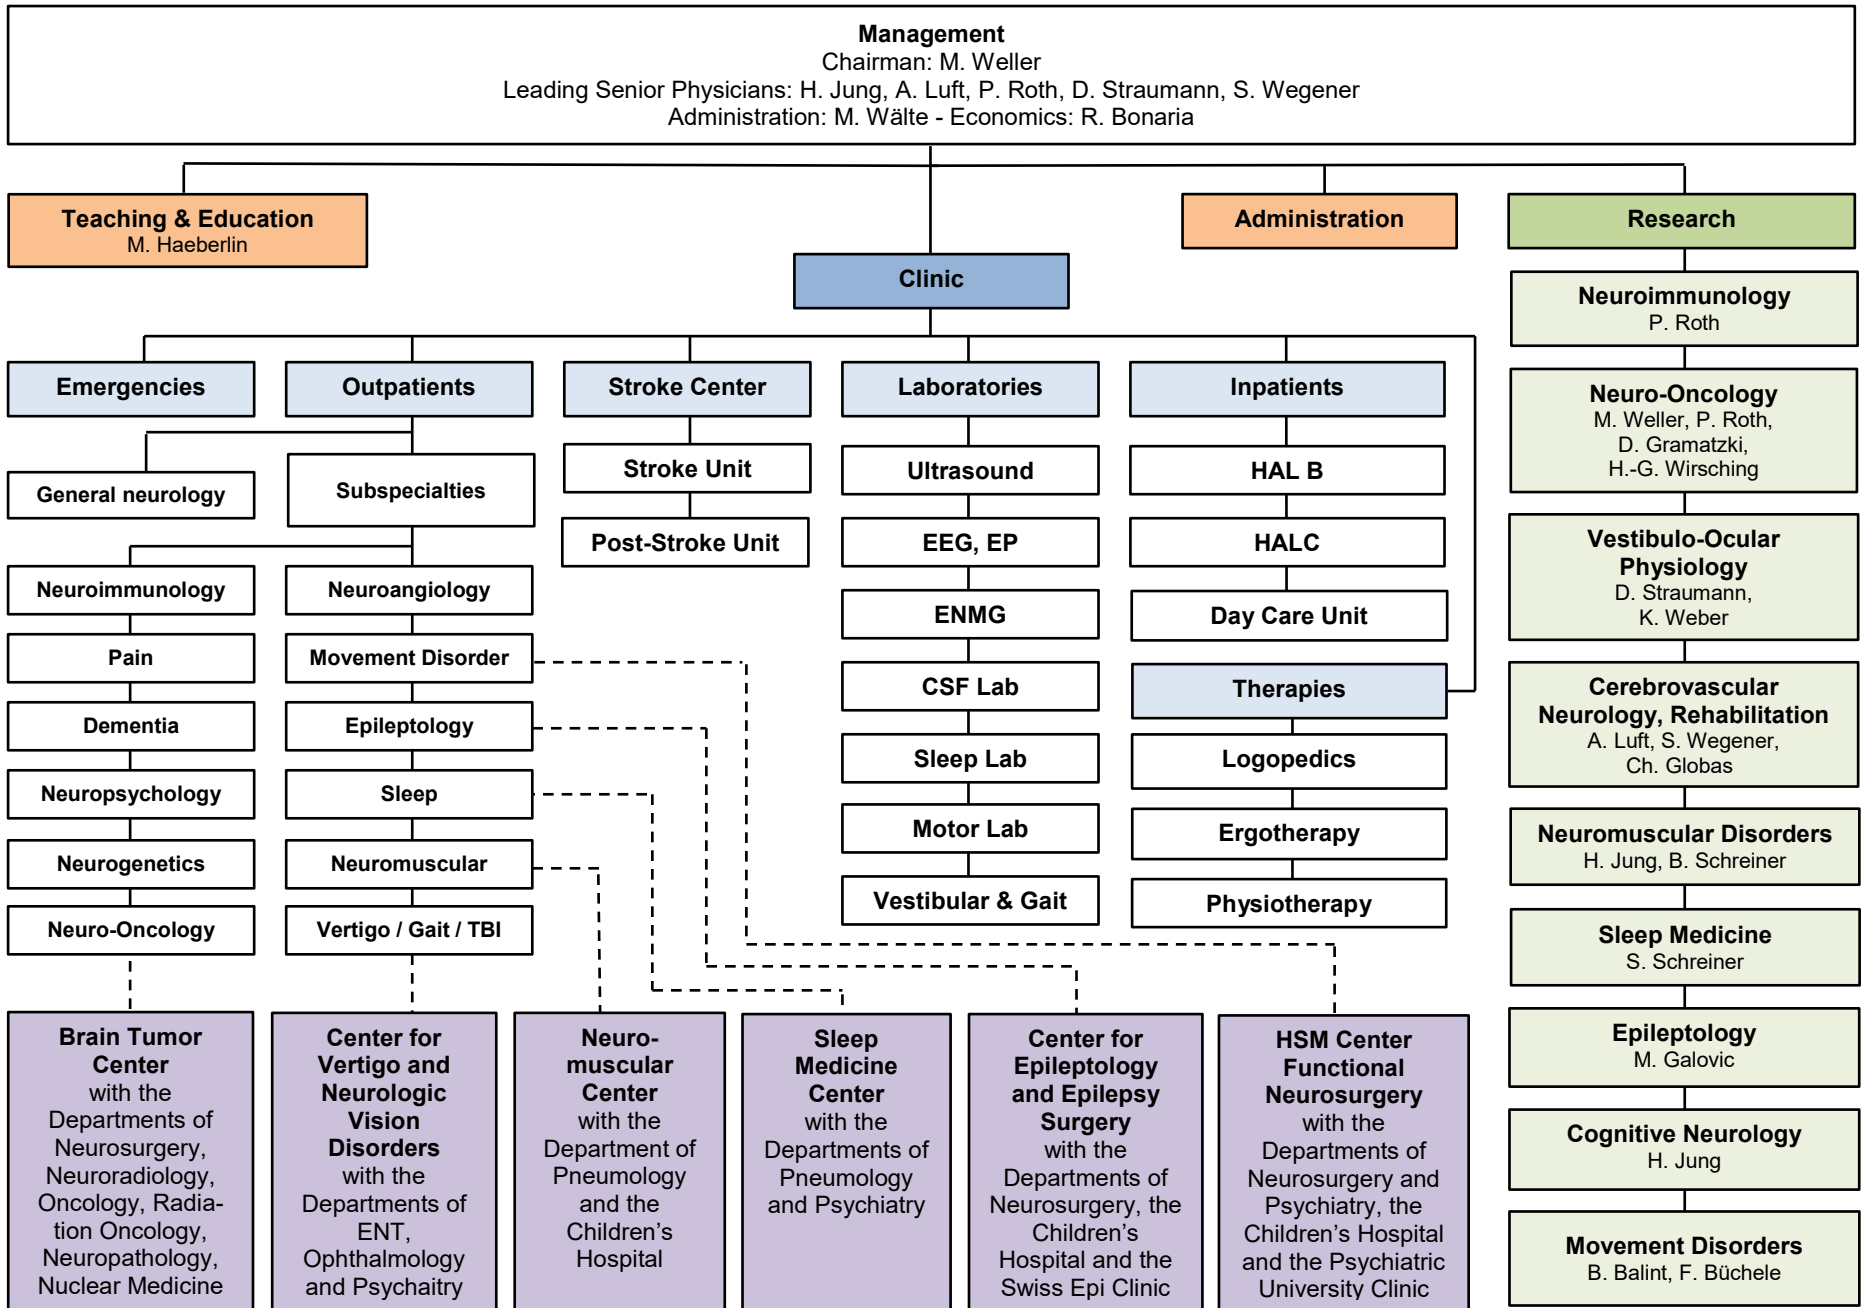 Management
Chairman: M. Weller
Leading Senior Physicians: H. Jung, A. Luft, P. Roth, D. Straumann, S. Wegener
Administration: M. Wälte - Economics: R. Bonaria
Teaching & Education
M. Haeberlin
Administration
Research
Clinic
Emergencies
Outpatients
Stroke Center
Laboratories
Inpatients
General neurology
Subspecialties
Neuroimmunology
Pain
Dementia
Neuropsychology
Neurogenetics
Neuro-Oncology
Neuroangiology
Movement Disorder
Epileptology
Sleep
Neuromuscular
Vertigo / Gait / TBI
Stroke Unit
Post-Stroke Unit
Ultrasound
EEG, EP
ENMG
CSF Lab
Sleep Lab
Motor Lab
Vestibular & Gait
HAL B
HALC
Day Care Unit
Therapies
Logopedics
Ergotherapy
Physiotherapy
Neuroimmunology
P. Roth
Neuro-Oncology
M. Weller, P. Roth,
D. Gramatzki,
H.-G. Wirsching
Vestibulo-Ocular
Physiology
D. Straumann,
K. Weber
Cerebrovascular
Neurology, Rehabilitation
A. Luft, S. Wegener,
Ch. Globas
Neuromuscular Disorders
H. Jung, B. Schreiner
Sleep Medicine
S. Schreiner
Epileptology
M. Galovic
Cognitive Neurology
H. Jung
Movement Disorders
B. Balint, F. Büchele
Brain Tumor
Center
with the
Departments of
Neurosurgery,
Neuroradiology,
Oncology, Radia-
tion Oncology,
Neuropathology,
Nuclear Medicine
Center for
Vertigo and
Neurologic
Vision
Disorders
with the
Departments of
ENT,
Ophthalmology
and Psychaitry
Neuro-
muscular
Center
with the
Department of
Pneumology
and the
Children's
Hospital
Sleep
Medicine
Center
with the
Departments of
Pneumology
and Psychiatry
Center for
Epileptology
and Epilepsy
Surgery
with the
Departments of
Neurosurgery, the
Children's
Hospital and the
Swiss Epi Clinic
HSM Center
Functional
Neurosurgery
with the
Departments of
Neurosurgery and
Psychiatry, the
Children's Hospital
and the Psychiatric
University Clinic